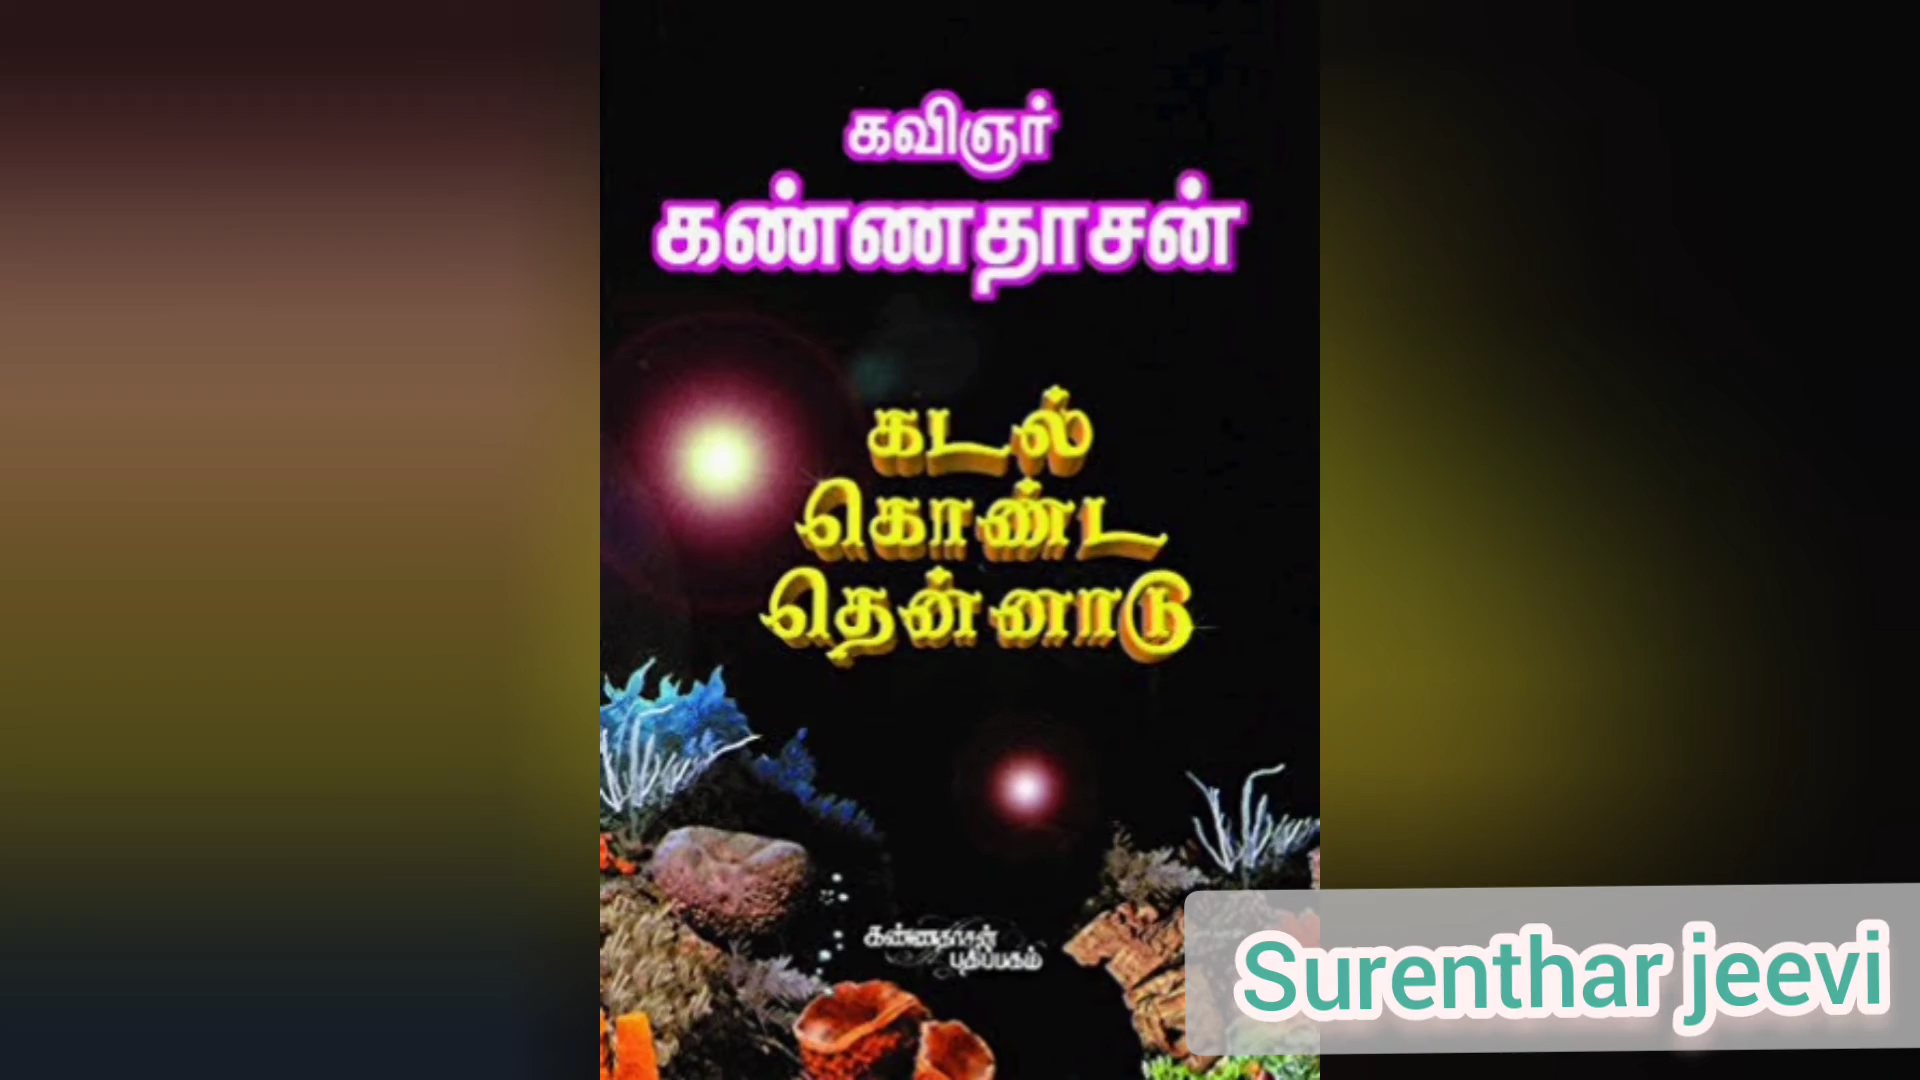 கவிஞர்
கண்ணதாசன்
கடல்
கொண்ட
தென்னாடு
கண்ணதாசன்
பதிப்பகம்
Surenthar jeevi